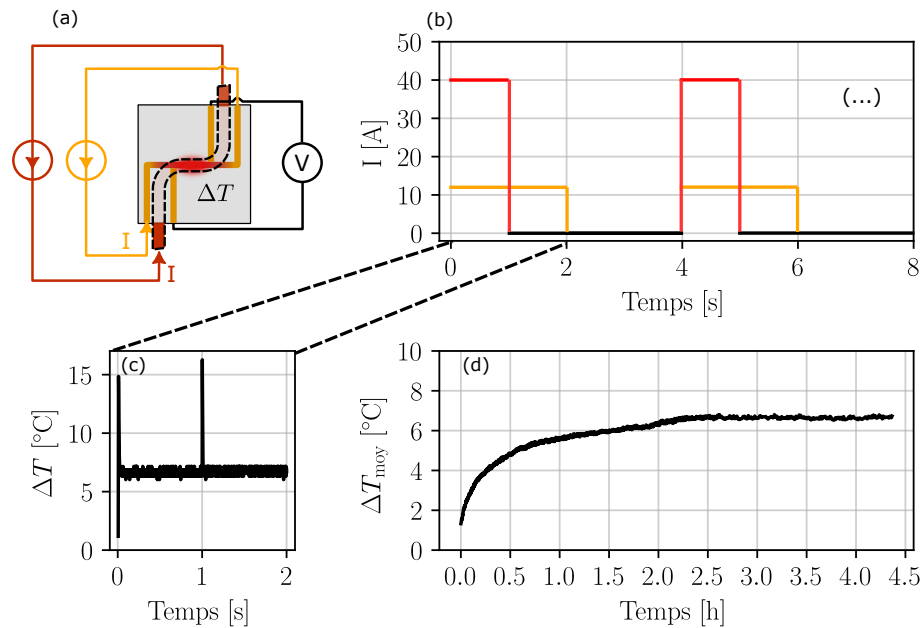 (a)
V
ΔT
I
I
(b)
I [A]
50
40
30
20
10
0
(...)
0
2
4
6
8
Temps [s]
(c)
ΔT [°C]
15
10
5
0
0
1
2
Temps [s]
(d)
ΔTmoy [°C]
10
8
6
4
2
0
0.0 0.5 1.0 1.5 2.0 2.5 3.0 3.5 4.0 4.5
Temps [h]